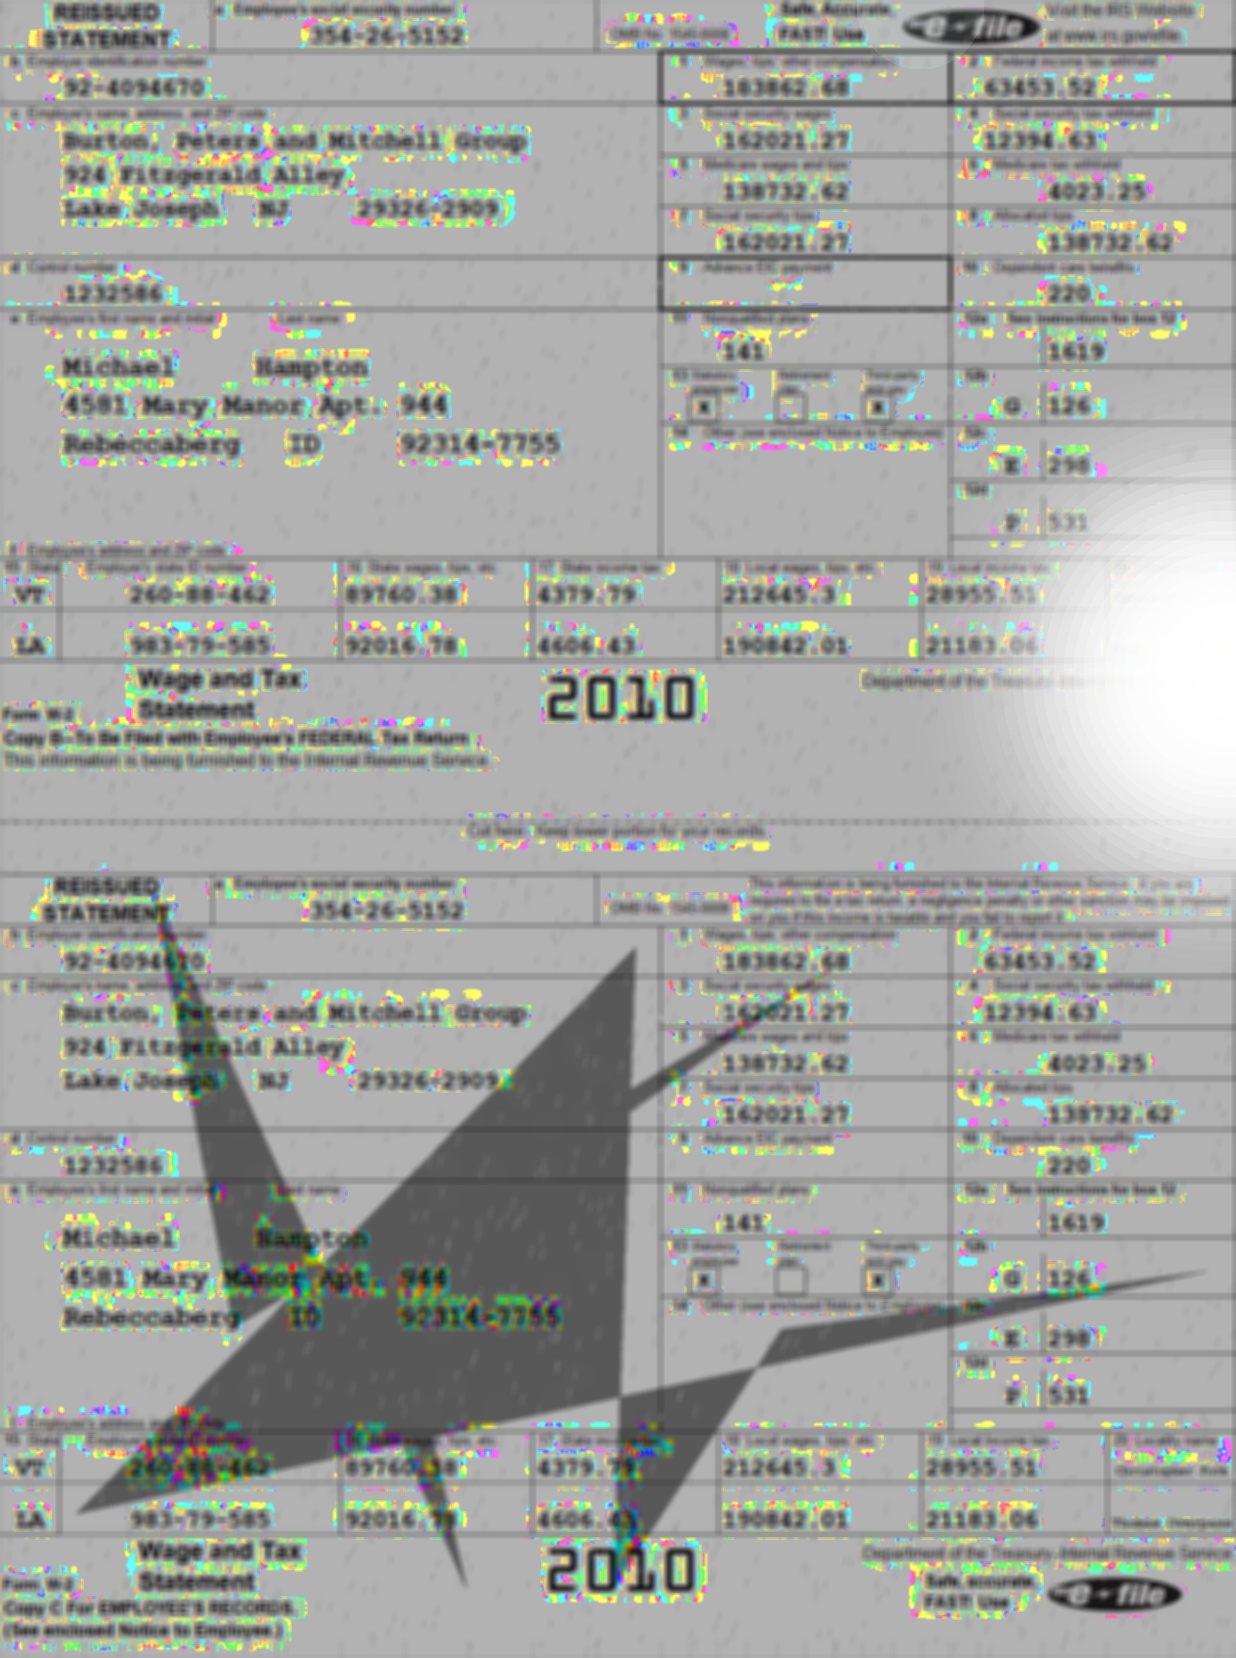 REISSUED STATEMENT
a Employee's social security number
354-26-5152
OMB No. 1545-0008
Safe, Accurate, FAST! Use
e-file
Visit the IRS Website at www.irs.gov/efile.
b Employer identification number
92-4094670
1 Wages, tips, other compensation
183862.68
2 Federal income tax withheld
63453.52
c Employer's name, address, and ZIP code
Burton, Peters and Mitchell Group
924 Fitzgerald Alley
Lake Joseph NJ 29326-2909
3 Social security wages
162021.27
4 Social security tax withheld
12394.63
5 Medicare wages and tips
138732.62
6 Medicare tax withheld
4023.25
7 Social security tips
162021.27
8 Allocated tips
138732.62
d Control number
1232586
9 Advance EIC payment
10 Dependent care benefits
220
e Employee's first name and initial Last name
Michael Hampton
4581 Mary Manor Apt. 944
Rebeccaberg ID 92314-7755
11 Nonqualified plans
141
12a See instructions for box 12
1619
13 Statutory employee Retirement plan Third-party sick pay
X X
12b
G 126
14 Other (see enclosed Notice to Employee)
12c
E 298
12d
P 531
f Employee's address and ZIP code
15 State Employer's state ID number 16 State wages, tips, etc. 17 State income tax 18 Local wages, tips, etc. 19 Local income tax
VT 260-88-462 89760.38 4379.79 212645.3 28955.51
LA 983-79-585 92016.78 4606.43 190842.01 21183.06
Form W-2
Wage and Tax Statement
2010
Department of the Treasury
Copy B-To Be Filed with Employee's FEDERAL Tax Return
This information is being furnished to the Internal Revenue Service.
Cut here - Keep lower portion for your records.
REISSUED STATEMENT
a Employee's social security number
354-26-5152
OMB No. 1545-0008
This information is being furnished to the Internal Revenue Service. If you are
required to file a tax return, a negligence penalty or other sanction may be imposed
on you if this income is taxable and you fail to report it.
b Employer identification number
92-4094670
1 Wages, tips, other compensation
183862.68
2 Federal income tax withheld
63453.52
c Employer's name, address, and ZIP code
Burton, Peters and Mitchell Group
924 Fitzgerald Alley
Lake Joseph NJ 29326-2909
3 Social security wages
162021.27
4 Social security tax withheld
12394.63
5 Medicare wages and tips
138732.62
6 Medicare tax withheld
4023.25
7 Social security tips
162021.27
8 Allocated tips
138732.62
d Control number
1232586
9 Advance EIC payment
10 Dependent care benefits
220
e Employee's first name and initial Last name
Michael Hampton
4581 Mary Manor Apt. 944
Rebeccaberg ID 92314-7755
11 Nonqualified plans
141
12a See instructions for box 12
1619
13 Statutory employee Retirement plan Third-party sick pay
X X
12b
G 126
14 Other (see enclosed Notice to Employee)
12c
E 298
12d
P 531
f Employee's address and ZIP code
15 State Employer's 17 State income 18 Local wages, tips, etc. 19 Local income tax 20 Locality name
VT 260-88-462 89760.38 4379.79 212645.3 28955.51
LA 983-79-585 92016.78 4606.43 190842.01 21183.06
Form W-2
Wage and Tax Statement
2010
Department of the Treasury-Internal Revenue Service
Copy C For EMPLOYEE'S RECORDS.
(See enclosed Notice to Employee.)
Safe, accurate, FAST! Use
e-file